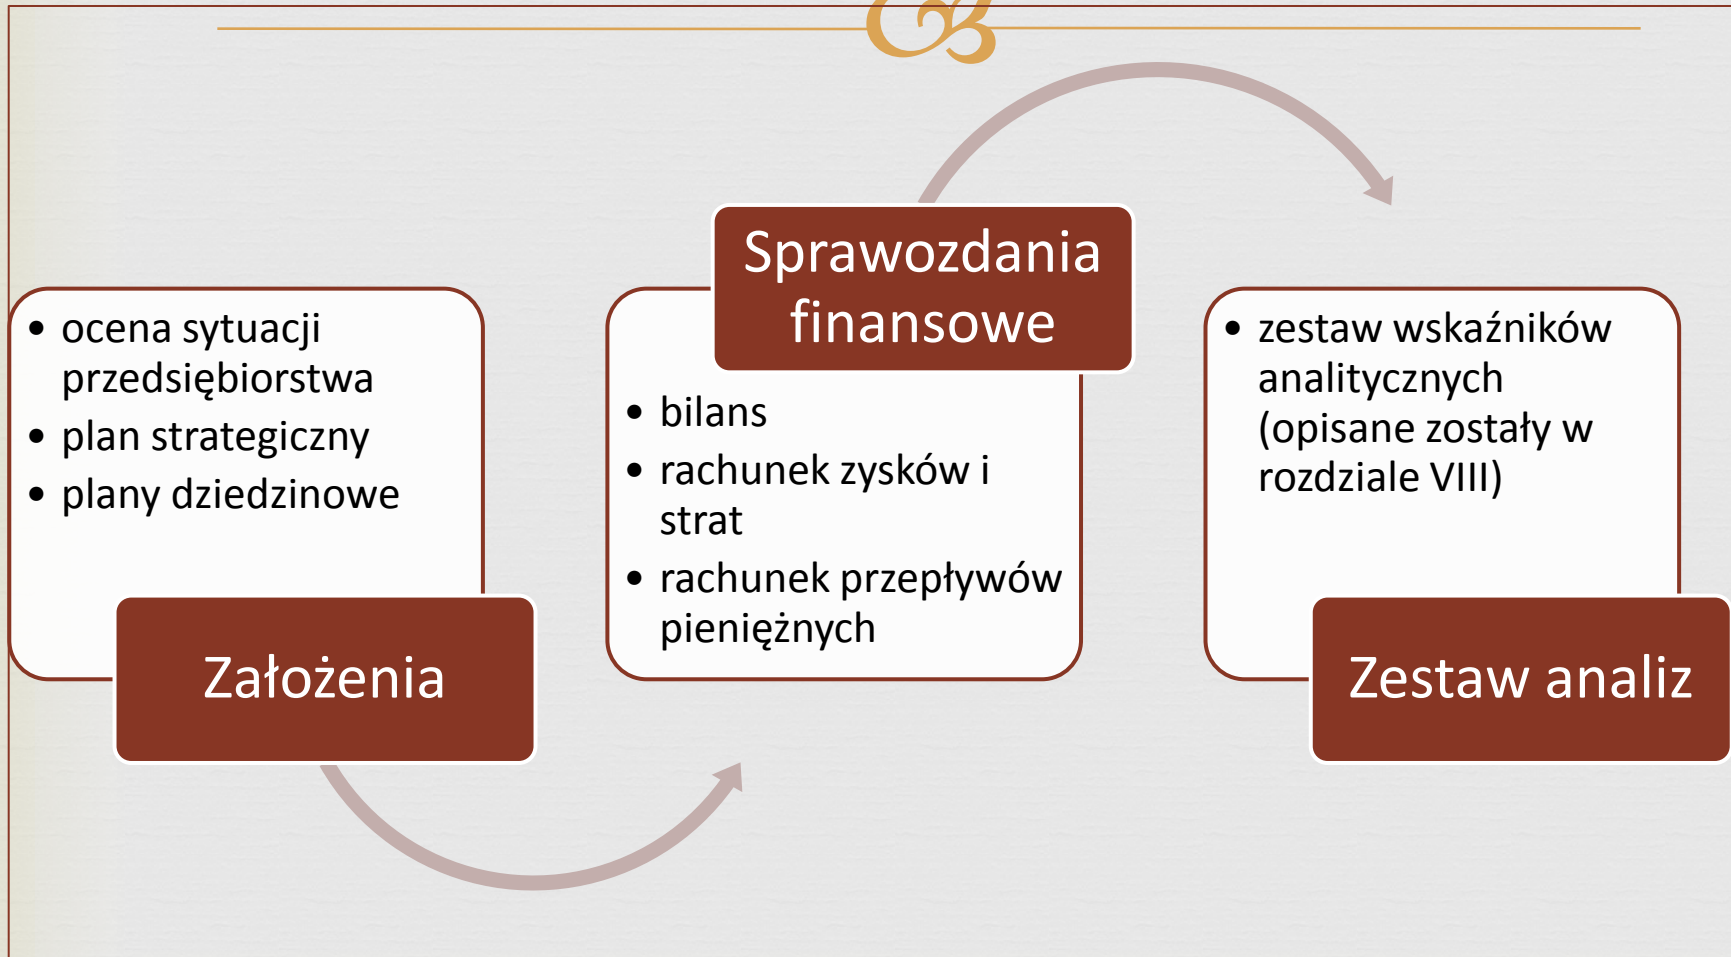 • ocena sytuacji
przedsiębiorstwa
• plan strategiczny
• plany dziedzinowe
Założenia
Sprawozdania
finansowe
• bilans
• rachunek zysków i
strat
• rachunek przepływów
pieniężnych
• zestaw wskaźników
analitycznych
(opisane zostały w
rozdziale VIII)
Zestaw analiz